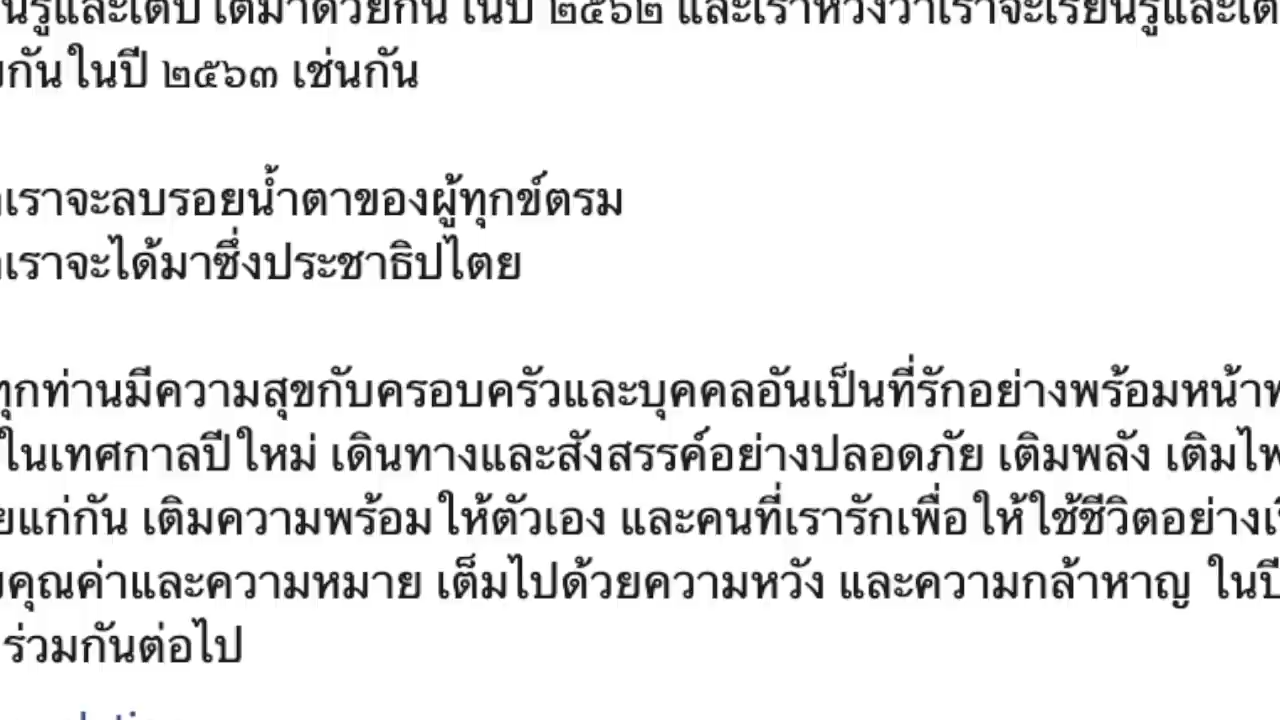 นรู้และเติบโตมาด้วยกัน ในปี ๒๕๖๒ และเราหวังว่าเราจะเรียนรู้และเติ
กัน ในปี ๒๕๖๓ เช่นกัน
เราจะลบรอยน้ำตาของผู้ทุกข์ตรม
เราจะได้มาซึ่งประชาธิปไตย
ทุกท่านมีความสุขกับครอบครัวและบุคคลอันเป็นที่รักอย่างพร้อมหน้า
ในเทศกาลปีใหม่ เดินทางและสังสรรค์อย่างปลอดภัย เติมพลัง เติมไฟ
ยแก่กัน เติมความพร้อมให้ตัวเอง และคนที่เรารักเพื่อให้ใช้ชีวิตอย่าง
คุณค่าและความหมาย เต็มไปด้วยความหวัง และความกล้าหาญ ในปี
ร่วมกันต่อไป